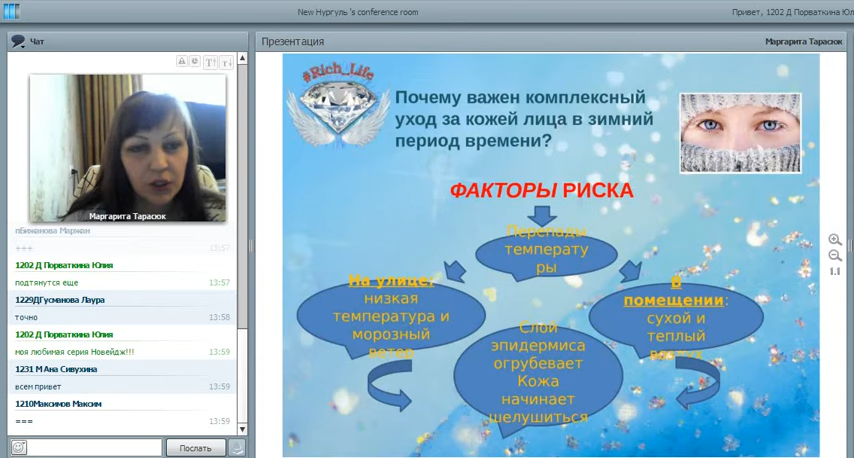 New Нургуль 's conference room
Привет, 1202 Д Порваткина Юл
Чат
Маргарита Тарасюк
+++
13:57
1202 Д Порваткина Юлия
подтянутся еще
13:57
1229ДГусманова Лаура
точно
13:58
1202 Д Порваткина Юлия
моя любимая серия Новейдж!!!
13:59
1231 М Ана Сивухина
всем привет
13:59
1210Максимов Максим
===
13:59
Послать
Презентация
Маргарита Тарасюк
#Rich_Life
Почему важен комплексный
уход за кожей лица в зимний
период времени?
ФАКТОРЫ РИСКА
Перепады
температу
ры
На улице:
низкая
температура и
морозный
ветер
В
помещении:
сухой и
теплый
Слой
эпидермиса
огрубевает
Кожа
начинает
шелушиться
1.1